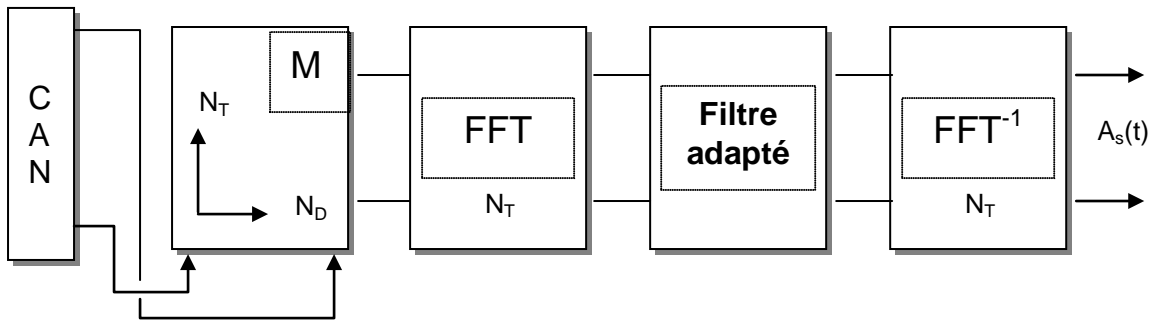 C
A
N
M
N_T
N_D
FFT
N_T
Filtre
adapté
FFT⁻¹
N_T
A_s(t)